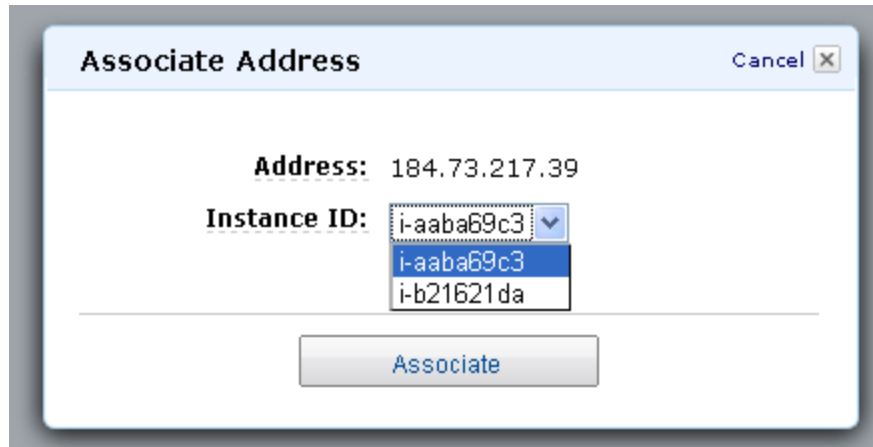 Associate Address
Cancel
Address: 184.73.217.39
Instance ID: i-aaba69c3
i-aaba69c3
i-b21621da
Associate